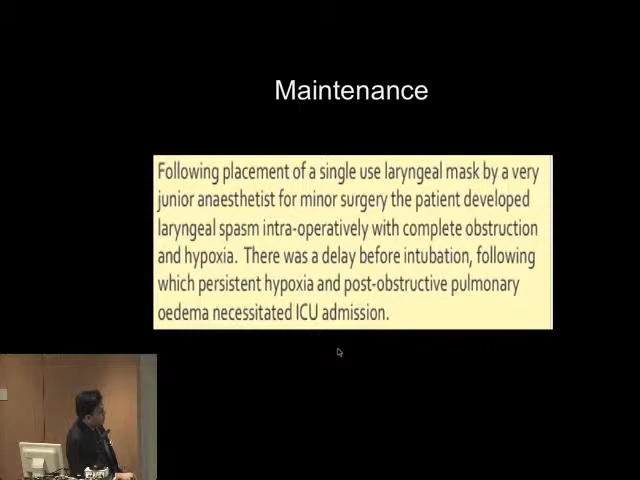 Maintenance
Following placement of a single use laryngeal mask by a very
junior anaesthetist for minor surgery the patient developed
laryngeal spasm intra-operatively with complete obstruction
and hypoxia. There was a delay before intubation, following
which persistent hypoxia and post-obstructive pulmonary
oedema necessitated ICU admission.